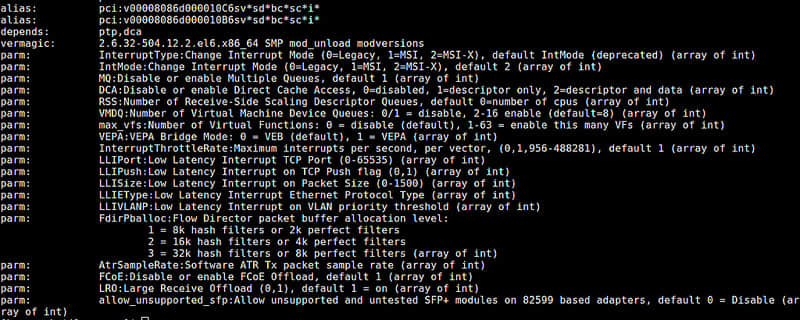 alias:          pci:v00008086d000010C6sv*sd*bc*sc*i*
alias:          pci:v00008086d000010B6sv*sd*bc*sc*i*
depends:        ptp,dca
vermagic:       2.6.32-504.12.2.el6.x86_64 SMP mod_unload modversions
parm:           InterruptType:Change Interrupt Mode (0=Legacy, 1=MSI, 2=MSI-X), default IntMode (deprecated) (array of int)
parm:           IntMode:Change Interrupt Mode (0=Legacy, 1=MSI, 2=MSI-X), default 2 (array of int)
parm:           MQ:Disable or enable Multiple Queues, default 1 (array of int)
parm:           DCA:Disable or enable Direct Cache Access, 0=disabled, 1=descriptor only, 2=descriptor and data (array of int)
parm:           RSS:Number of Receive-Side Scaling Descriptor Queues, default 0=number of cpus (array of int)
parm:           VMDQ:Number of Virtual Machine Device Queues: 0/1 = disable, 2-16 enable (default=8) (array of int)
parm:           max_vfs:Number of Virtual Functions: 0 = disable (default), 1-63 = enable this many VFs (array of int)
parm:           VEPA:VEPA Bridge Mode: 0 = VEB (default), 1 = VEPA (array of int)
parm:           InterruptThrottleRate:Maximum interrupts per second, per vector, (0,1,956-488281), default 1 (array of int)
parm:           LLIPort:Low Latency Interrupt TCP Port (0-65535) (array of int)
parm:           LLIPush:Low Latency Interrupt on TCP Push flag (0,1) (array of int)
parm:           LLISize:Low Latency Interrupt on Packet Size (0-1500) (array of int)
parm:           LLIEType:Low Latency Interrupt Ethernet Protocol Type (array of int)
parm:           LLIVLANP:Low Latency Interrupt on VLAN priority threshold (array of int)
parm:           FdirPballoc:Flow Director packet buffer allocation level:
                        1 = 8k hash filters or 2k perfect filters
                        2 = 16k hash filters or 4k perfect filters
                        3 = 32k hash filters or 8k perfect filters (array of int)
parm:           AtrSampleRate:Software ATR Tx packet sample rate (array of int)
parm:           FCoE:Disable or enable FCoE Offload, default 1 (array of int)
parm:           LRO:Large Receive Offload (0,1), default 1 = on (array of int)
parm:           allow_unsupported_sfp:Allow unsupported and untested SFP+ modules on 82599 based adapters, default 0 = Disable (ar
ray of int)